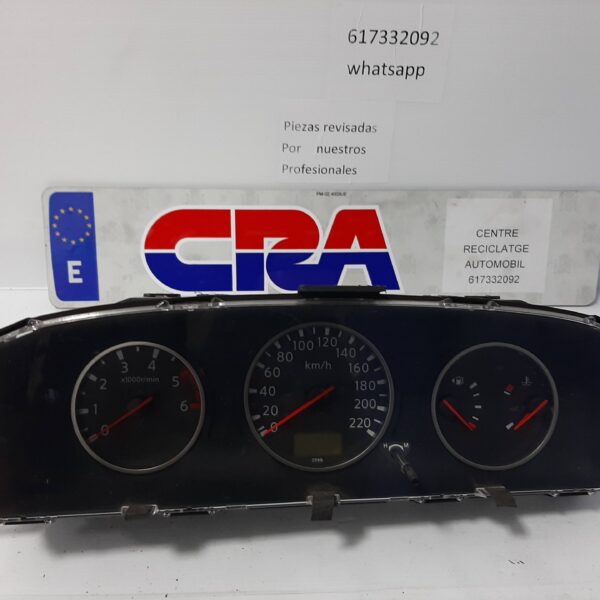 617332092
whatsapp
Piezas revisadas
Por nuestros
Profesionales
E
CRA
CENTRE
RECICLATGE
AUTOMOBIL
617332092
0 1 2 3 4 5 6
x1000r/min
0 20 40 60 80 100 120 140 160 180 200 220
km/h
H H